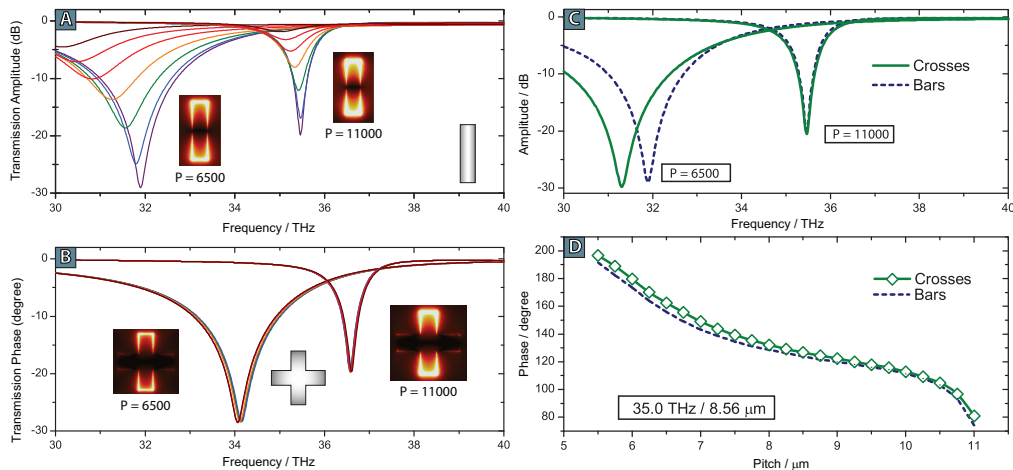 A
Transmission Amplitude (dB)
0
-10
-20
-30
P = 6500
P = 11000
30 32 34 36 38 40
Frequency / THz
B
Transmission Phase (degree)
0
-10
-20
-30
P = 6500
P = 11000
30 32 34 36 38 40
Frequency / THz
C
Amplitude / dB
0
-10
-20
-30
Crosses
Bars
P = 11000
P = 6500
30 32 34 36 38 40
Frequency / THz
D
Phase / degree
200
180
160
140
120
100
80
Crosses
Bars
35.0 THz / 8.56 μm
5 6 7 8 9 10 11
Pitch / μm